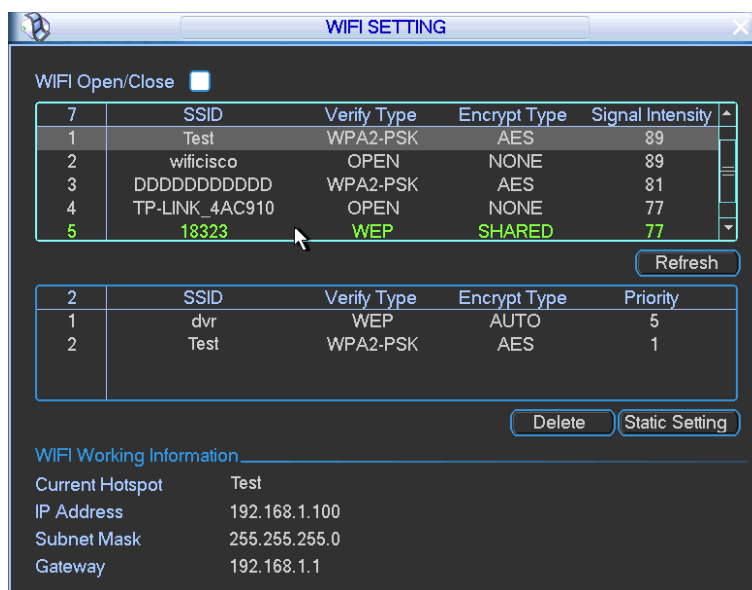 WIFI SETTING
WIFI Open/Close
7 SSID Verify Type Encrypt Type Signal Intensity
1 Test WPA2-PSK AES 89
2 wificisco OPEN NONE 89
3 DDDDDDDDDDD WPA2-PSK AES 81
4 TP-LINK_4AC910 OPEN NONE 77
5 18323 WEP SHARED 77
Refresh
2 SSID Verify Type Encrypt Type Priority
1 dvr WEP AUTO 5
2 Test WPA2-PSK AES 1
Delete Static Setting
WIFI Working Information
Current Hotspot Test
IP Address 192.168.1.100
Subnet Mask 255.255.255.0
Gateway 192.168.1.1